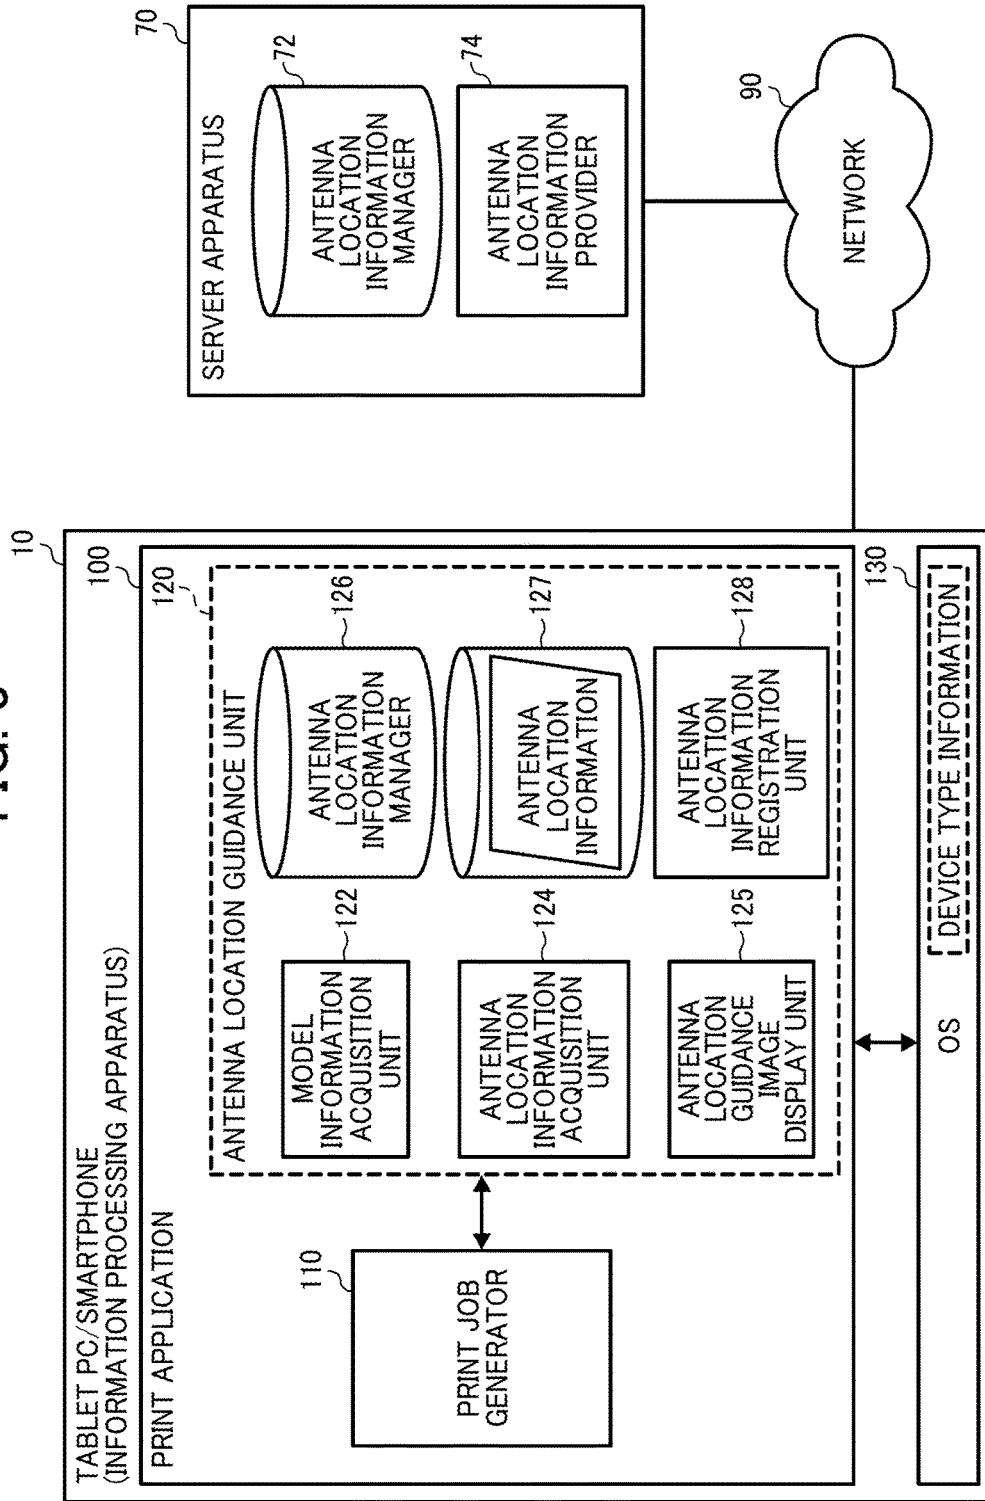 TABLET PC/SMARTPHONE
(INFORMATION PROCESSING APPARATUS)
10
PRINT APPLICATION
100
PRINT JOB
GENERATOR
110
ANTENNA LOCATION GUIDANCE UNIT
120
MODEL
INFORMATION
ACQUISITION
UNIT
122
ANTENNA
LOCATION
INFORMATION
MANAGER
126
ANTENNA
LOCATION
INFORMATION
ACQUISITION
UNIT
124
ANTENNA
LOCATION
INFORMATION
127
ANTENNA
LOCATION
GUIDANCE
IMAGE
DISPLAY UNIT
125
ANTENNA
LOCATION
INFORMATION
REGISTRATION
UNIT
128
OS
DEVICE TYPE INFORMATION
130
SERVER APPARATUS
70
ANTENNA
LOCATION
INFORMATION
MANAGER
72
ANTENNA
LOCATION
INFORMATION
PROVIDER
74
NETWORK
90